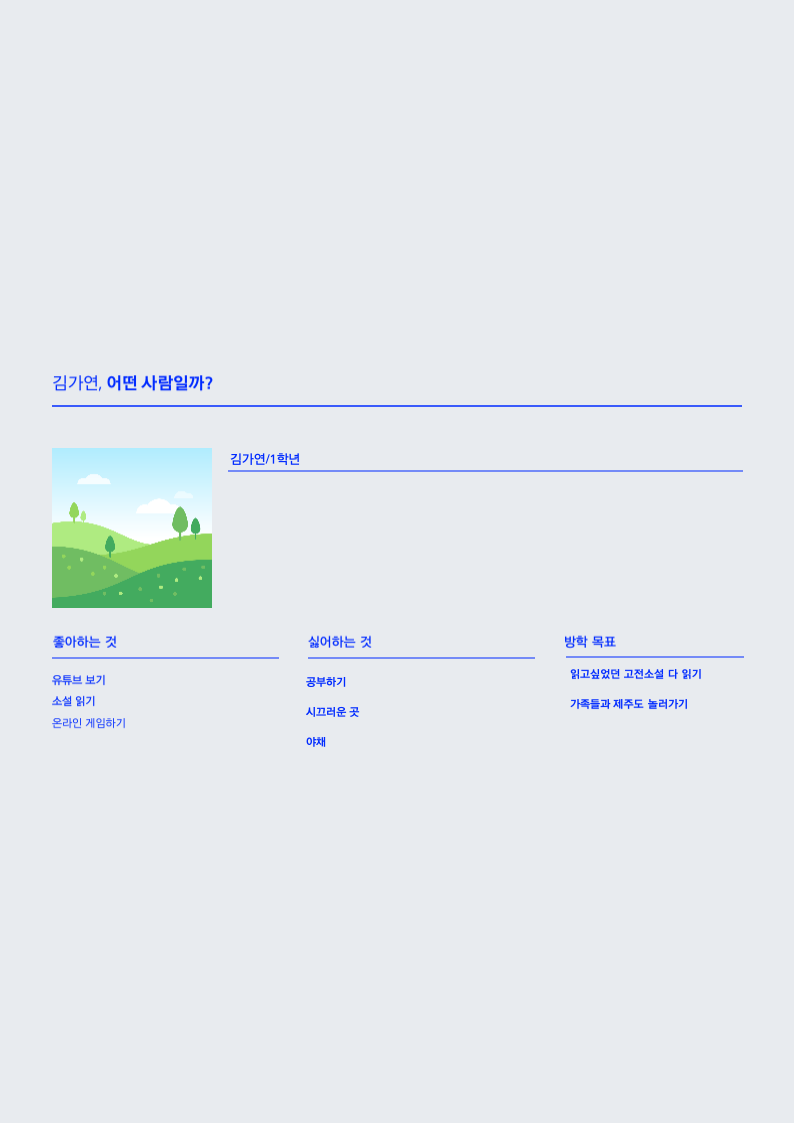 김가연, 어떤 사람일까?
김가연/1학년
좋아하는 것
유튜브 보기
소설 읽기
온라인 게임하기
싫어하는 것
공부하기
시끄러운 곳
야채
방학 목표
읽고싶었던 고전소설 다 읽기
가족들과 제주도 놀러가기